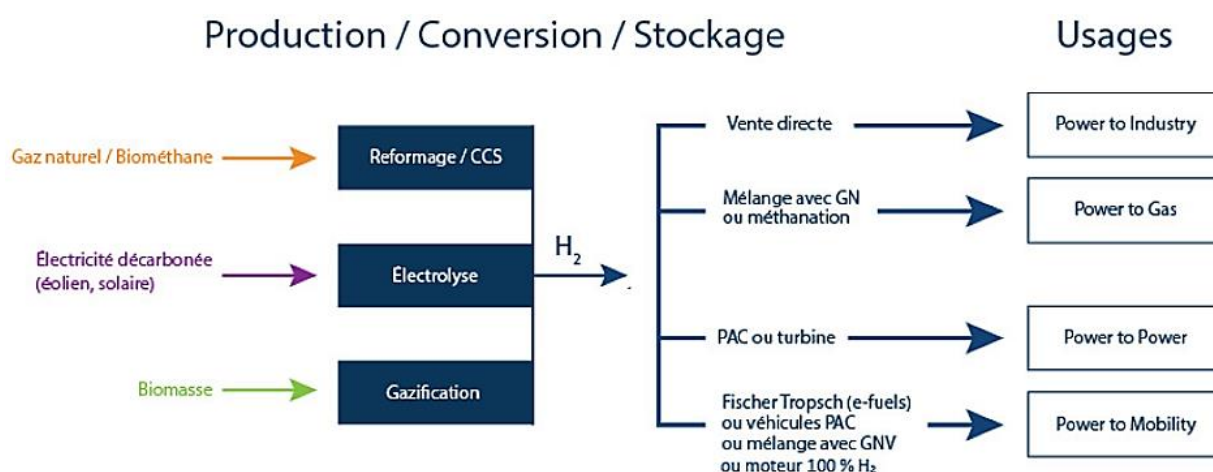 Production / Conversion / Stockage
Usages
Gaz naturel / Biométhane
Reformage / CCS
Électricité décarbonée
(éolien, solaire)
Électrolyse
Biomasse
Gazification
H₂
Vente directe
Power to Industry
Mélange avec GN
ou méthanation
Power to Gas
PAC ou turbine
Power to Power
Fischer Tropsch (e-fuels)
ou véhicules PAC
ou mélange avec GNV
ou moteur 100 % H₂
Power to Mobility